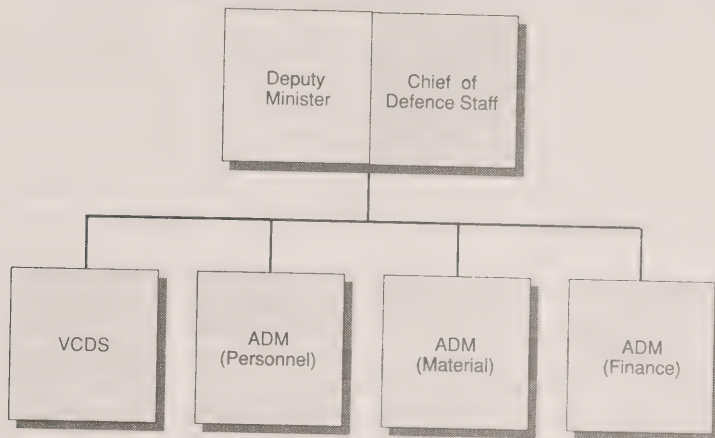 Deputy
Minister
Chief of
Defence Staff
VCDS
ADM
(Personnel)
ADM
(Material)
ADM
(Finance)